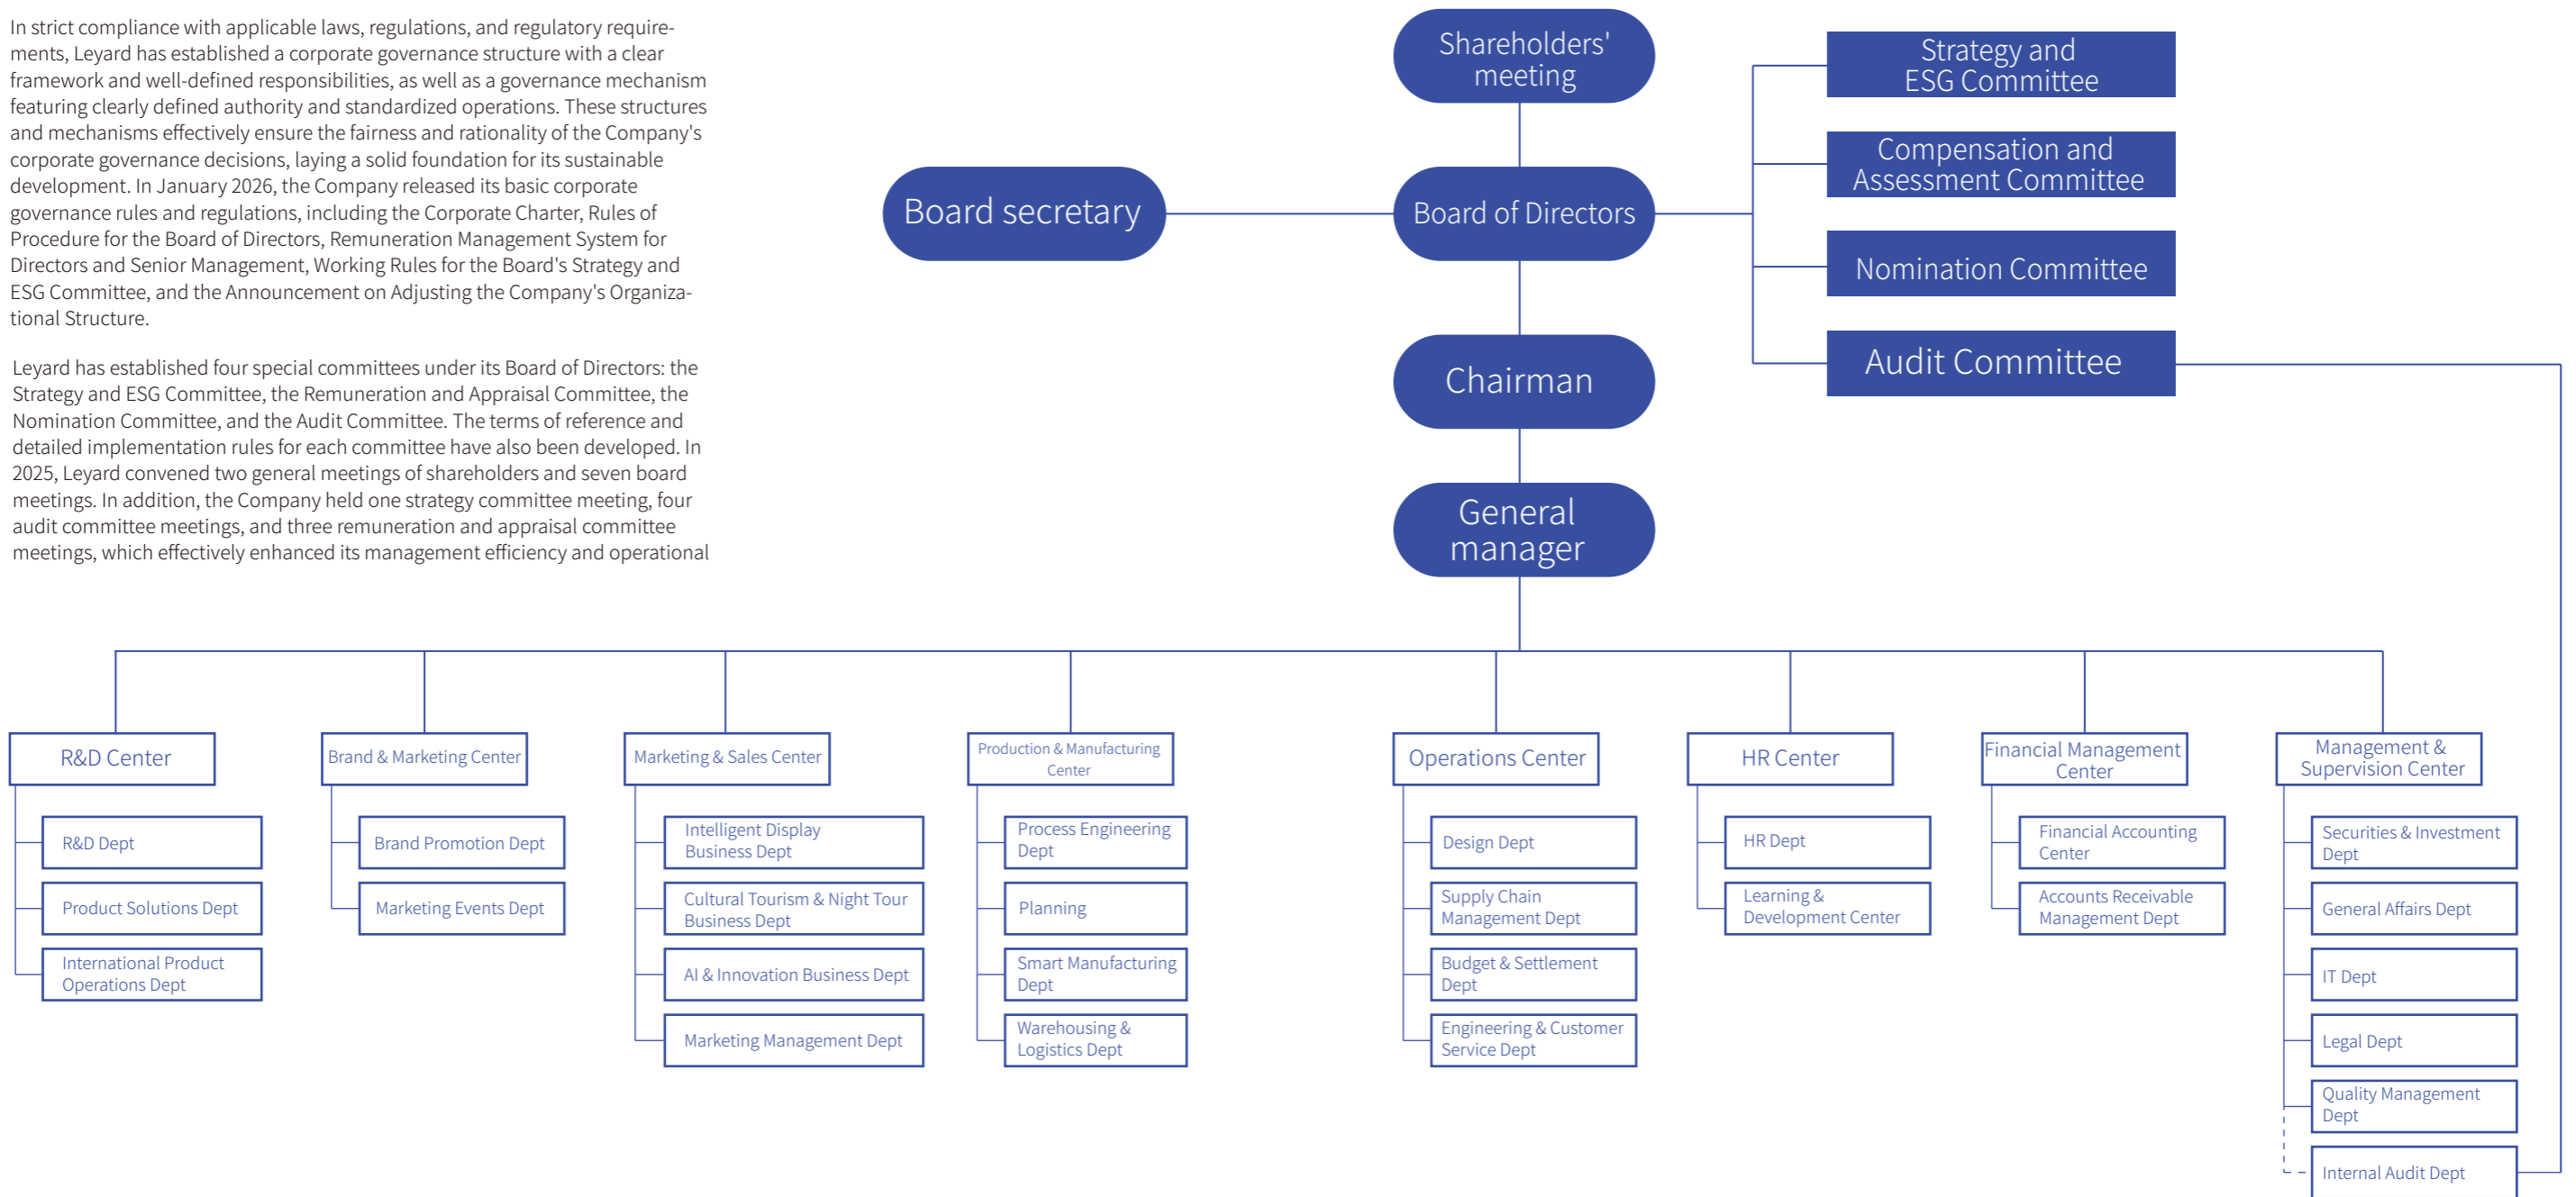 In strict compliance with applicable laws, regulations, and regulatory require-
ments, Leyard has established a corporate governance structure with a clear
framework and well-defined responsibilities, as well as a governance mechanism
featuring clearly defined authority and standardized operations. These structures
and mechanisms effectively ensure the fairness and rationality of the Company's
corporate governance decisions, laying a solid foundation for its sustainable
development. In January 2026, the Company released its basic corporate
governance rules and regulations, including the Corporate Charter, Rules of
Procedure for the Board of Directors, Remuneration Management System for
Directors and Senior Management, Working Rules for the Board's Strategy and
ESG Committee, and the Announcement on Adjusting the Company's Organiza-
tional Structure.
Leyard has established four special committees under its Board of Directors: the
Strategy and ESG Committee, the Remuneration and Appraisal Committee, the
Nomination Committee, and the Audit Committee. The terms of reference and
detailed implementation rules for each committee have also been developed. In
2025, Leyard convened two general meetings of shareholders and seven board
meetings. In addition, the Company held one strategy committee meeting, four
audit committee meetings, and three remuneration and appraisal committee
meetings, which effectively enhanced its management efficiency and operational
Shareholders'
meeting
Board secretary
Board of Directors
Chairman
General
manager
Strategy and
ESG Committee
Compensation and
Assessment Committee
Nomination Committee
Audit Committee
R&D Center
R&D Dept
Product Solutions Dept
International Product
Operations Dept
Brand & Marketing Center
Brand Promotion Dept
Marketing Events Dept
Marketing & Sales Center
Intelligent Display
Business Dept
Cultural Tourism & Night Tour
Business Dept
AI & Innovation Business Dept
Marketing Management Dept
Production & Manufacturing
Center
Process Engineering
Dept
Planning
Smart Manufacturing
Dept
Warehousing &
Logistics Dept
Operations Center
Design Dept
Supply Chain
Management Dept
Budget & Settlement
Dept
Engineering & Customer
Service Dept
HR Center
HR Dept
Learning &
Development Center
Financial Management
Center
Financial Accounting
Center
Accounts Receivable
Management Dept
Management &
Supervision Center
Securities & Investment
Dept
General Affairs Dept
IT Dept
Legal Dept
Quality Management
Dept
Internal Audit Dept